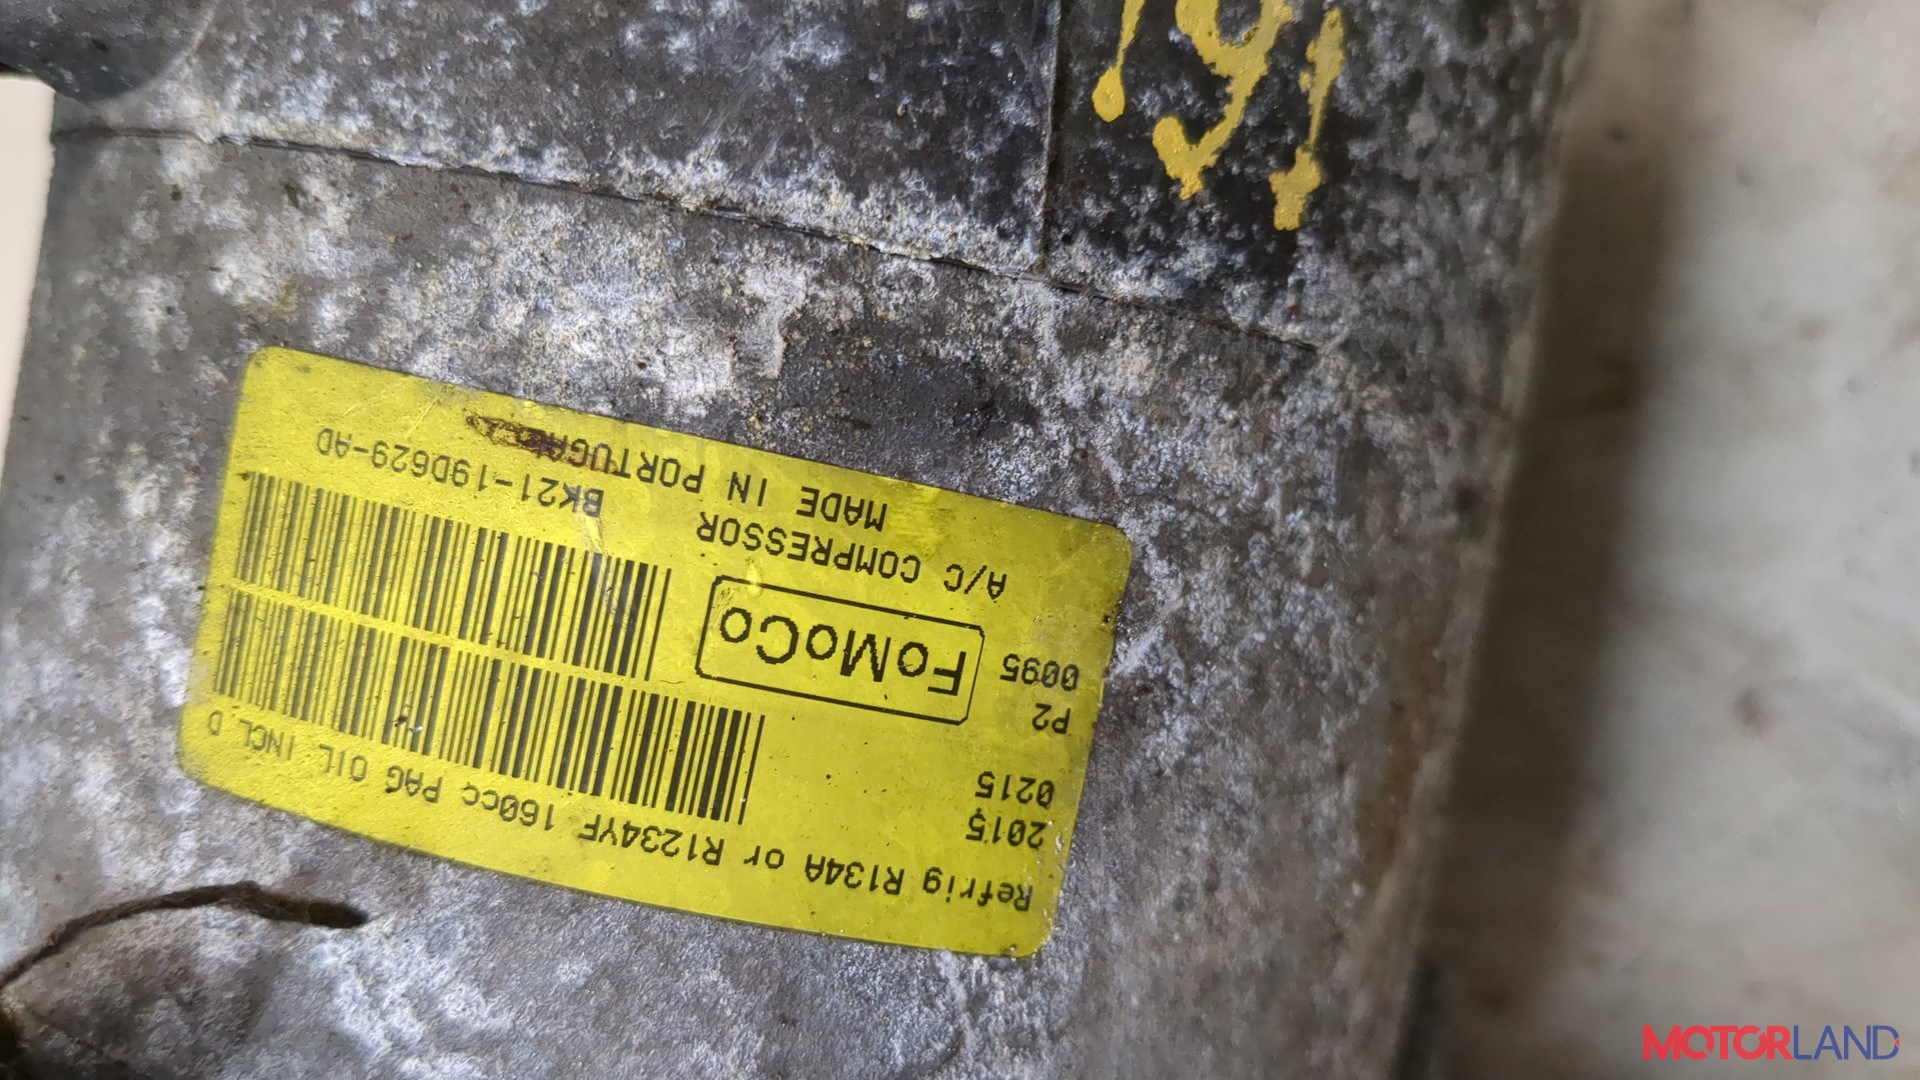 MADE IN PORTUGAL
A/C COMPRESSOR
BK21-19D629-AD
FoMoCo
0095
P2
0215
2015
Refrig R134A or R1234YF 160cc PAG OIL INCL D
MOTORLAND